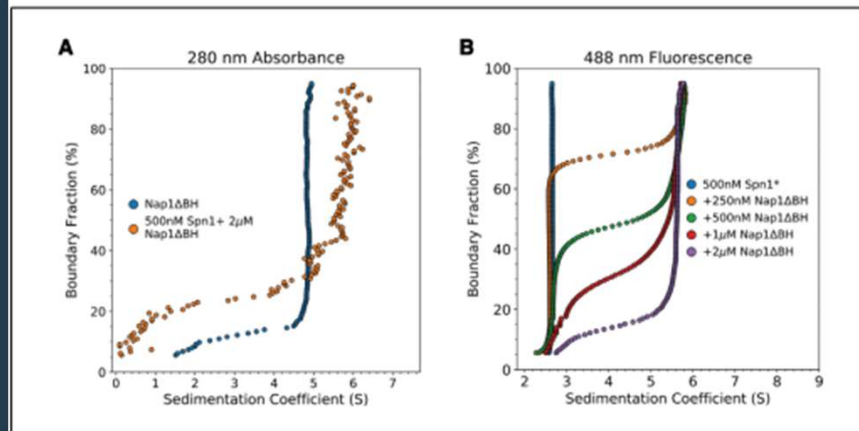 A
280 nm Absorbance
100
80
60
40
20
0
Boundary Fraction (%)
Nap1ΔBH
500nM Spn1+ 2μM
Nap1ΔBH
0 1 2 3 4 5 6 7
Sedimentation Coefficient (S)
B
488 nm Fluorescence
100
80
60
40
20
0
Boundary Fraction (%)
500nM Spn1*
+250nM Nap1ΔBH
+500nM Nap1ΔBH
+1μM Nap1ΔBH
+2μM Nap1ΔBH
2 3 4 5 6 7 8 9
Sedimentation Coefficient (S)